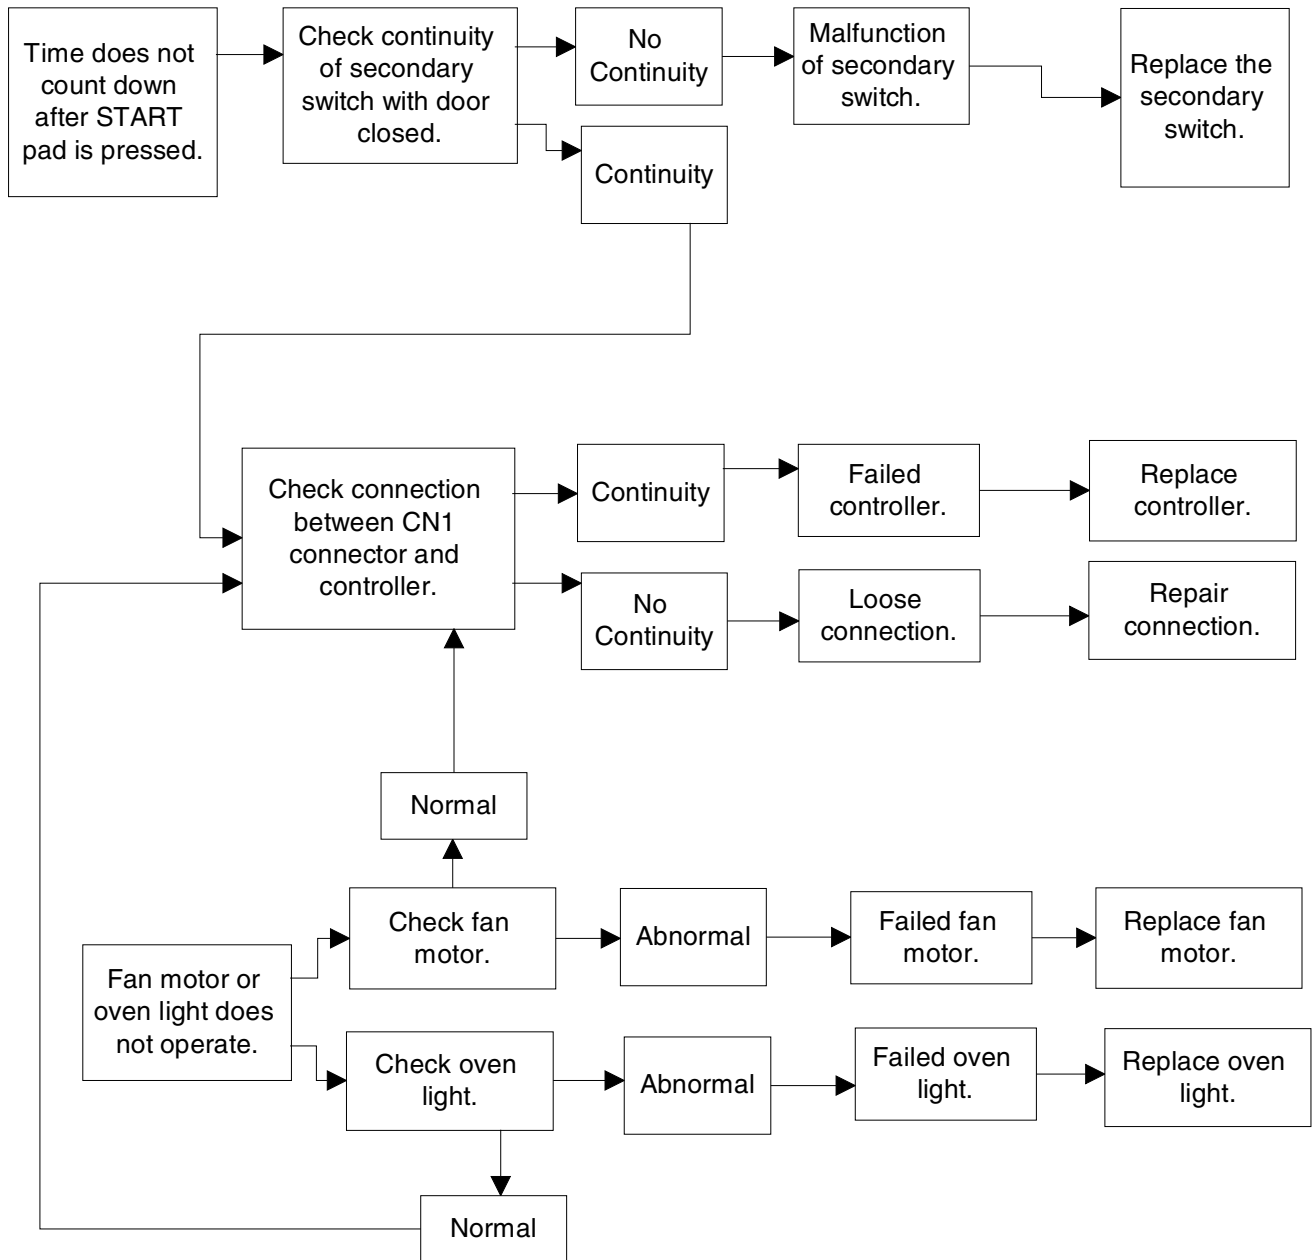 Time does not
count down
after START
pad is pressed.
Check continuity
of secondary
switch with door
closed.
No
Continuity
Malfunction
of secondary
switch.
Replace the
secondary
switch.
Continuity
Check connection
between CN1
connector and
controller.
Continuity
Failed
controller.
Replace
controller.
No
Continuity
Loose
connection.
Repair
connection.
Normal
Fan motor or
oven light does
not operate.
Check fan
motor.
Abnormal
Failed fan
motor.
Replace fan
motor.
Check oven
light.
Abnormal
Failed oven
light.
Replace oven
light.
Normal